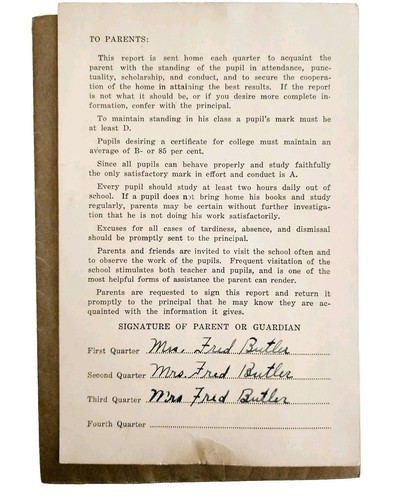 TO PARENTS:
This report is sent home each quarter to acquaint the
parent with the standing of the pupil in attendance, punc-
tuality, scholarship, and conduct, and to secure the coopera-
tion of the home in attaining the best results. If the report
is not what it should be, or if you desire more complete in-
formation, confer with the principal.
To maintain standing in his class a pupil's mark must be
at least D.
Pupils desiring a certificate for college must maintain an
average of B- or 85 per cent.
Since all pupils can behave properly and study faithfully
the only satisfactory mark in effort and conduct is A.
Every pupil should study at least two hours daily out of
school. If a pupil does not bring home his books and study
regularly, parents may be certain without further investiga-
tion that he is not doing his work satisfactorily.
Excuses for all cases of tardiness, absence, and dismissal
should be promptly sent to the principal.
Parents and friends are invited to visit the school often and
to observe the work of the pupils. Frequent visitation of the
school stimulates both teacher and pupils, and is one of the
most helpful forms of assistance the parent can render.
Parents are requested to sign this report and return it
promptly to the principal that he may know they are ac-
quainted with the information it gives.
SIGNATURE OF PARENT OR GUARDIAN
First Quarter Mrs. Fred Butler
Second Quarter Mrs. Fred Butler
Third Quarter Mrs Fred Butler
Fourth Quarter